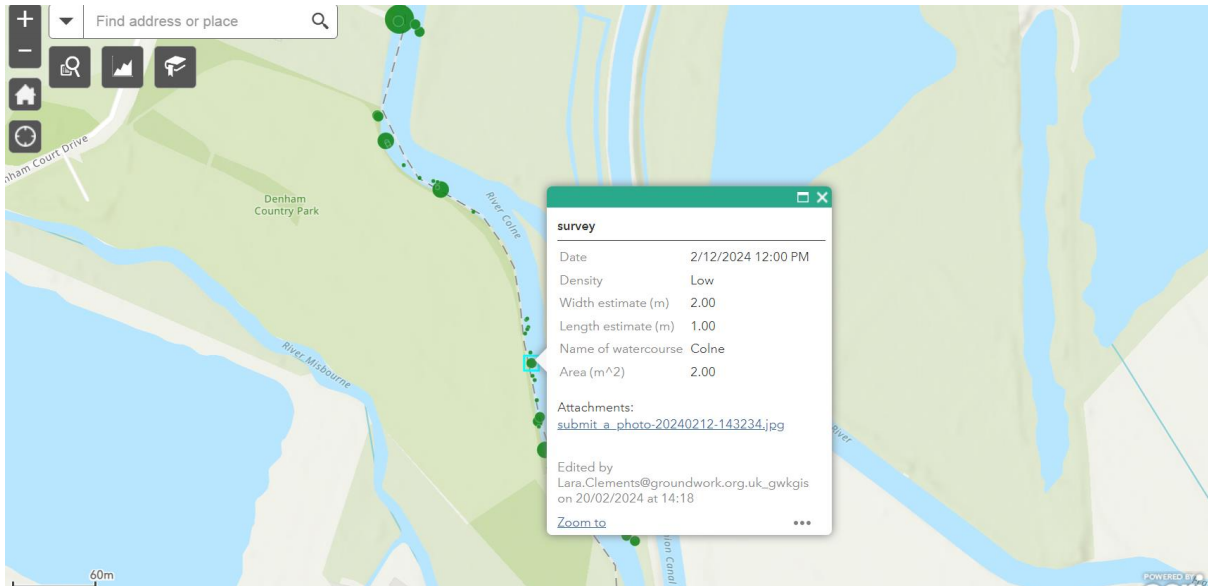 Find address or place
ham Court Drive
Denham
Country Park
River Colne
River Misbourne
survey
Date 2/12/2024 12:00 PM
Density Low
Width estimate (m) 2.00
Length estimate (m) 1.00
Name of watercourse Colne
Area (m^2) 2.00
Attachments:
submit_a_photo-20240212-143234.jpg
Edited by
Lara.Clements@groundwork.org.uk_gwkgis
on 20/02/2024 at 14:18
Zoom to
River
ion Canal
60m
POWERED BY